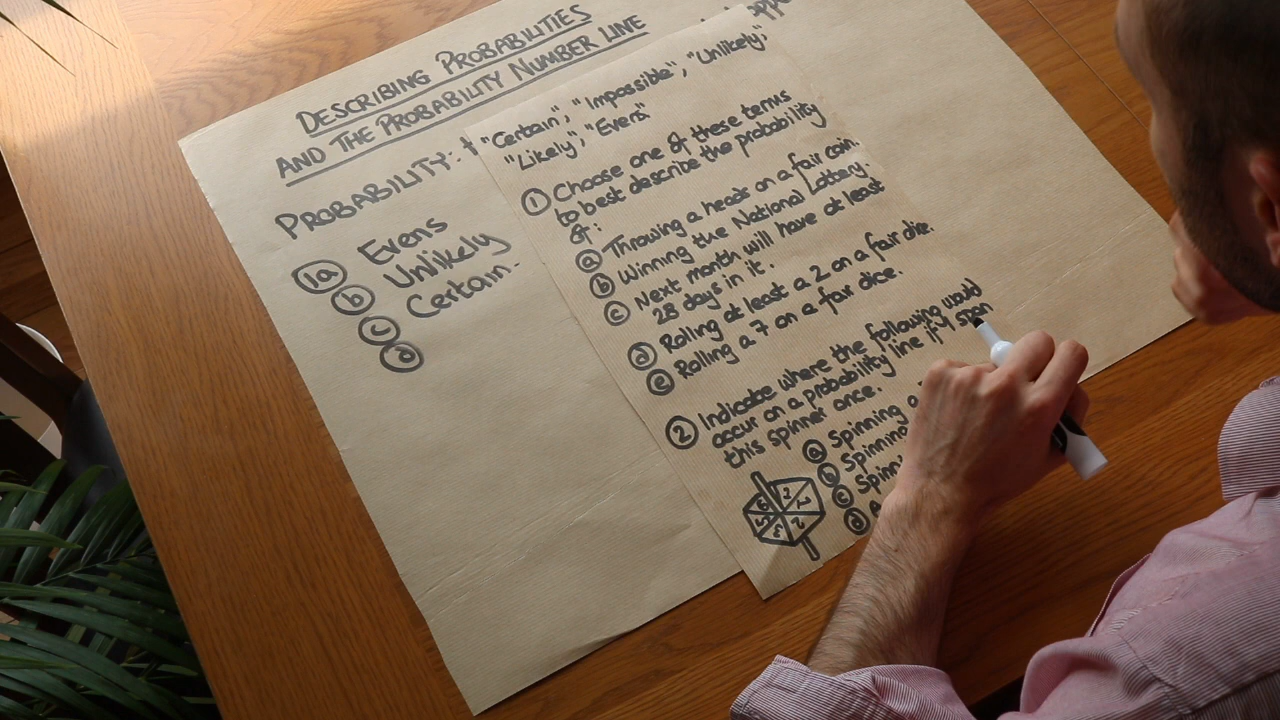 DESCRIBING PROBABILITIES
AND THE PROBABILITY NUMBER LINE
PROBABILITY:
1a Evens
b Unlikely
c Certain.
d
"Certain", "Impossible", "Unlikely",
"Likely", "Evens"
1 Choose one of these terms
to best describe the probability
of:
a Throwing a heads on a fair coin.
b Winning the National Lottery.
c Next month will have at least
28 days in it.
d Rolling at least a 2 on a fair dice.
e Rolling a 7 on a fair dice.
2 Indicate where the following would
occur on a probability line if I span
this spinner once.
a Spinning a
b Spinning
c
d A